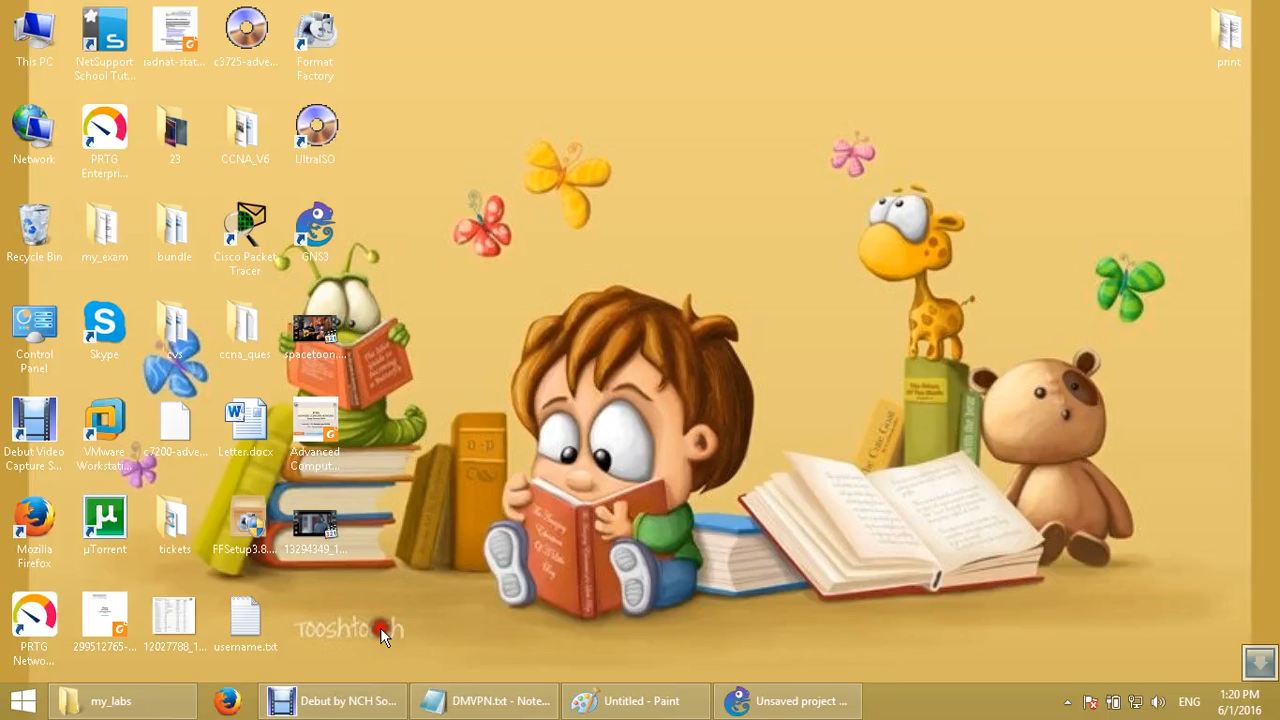 This PC
NetSupport
School Tut...
iadnat-stat...
c3725-adve...
Format
Factory
print
Network
PRTG
Enterpri...
23
CCNA_V6
UltraISO
Recycle Bin
my_exam
bundle
Cisco Packet
Tracer
GNS3
Control
Panel
Skype
cvs
ccna_ques
spacetoon....
Debut Video
Capture S...
VMware
Workstati...
c7200-adve...
Letter.docx
Advanced
Comput...
Mozilla
Firefox
µTorrent
tickets
FFSetup3.8....
13294349_1...
PRTG
Netwo...
299512765-...
12027788_1...
username.txt
my_labs
Debut by NCH So...
DMVPN.txt - Note...
Untitled - Paint
Unsaved project ...
ENG
1:20 PM
6/1/2016